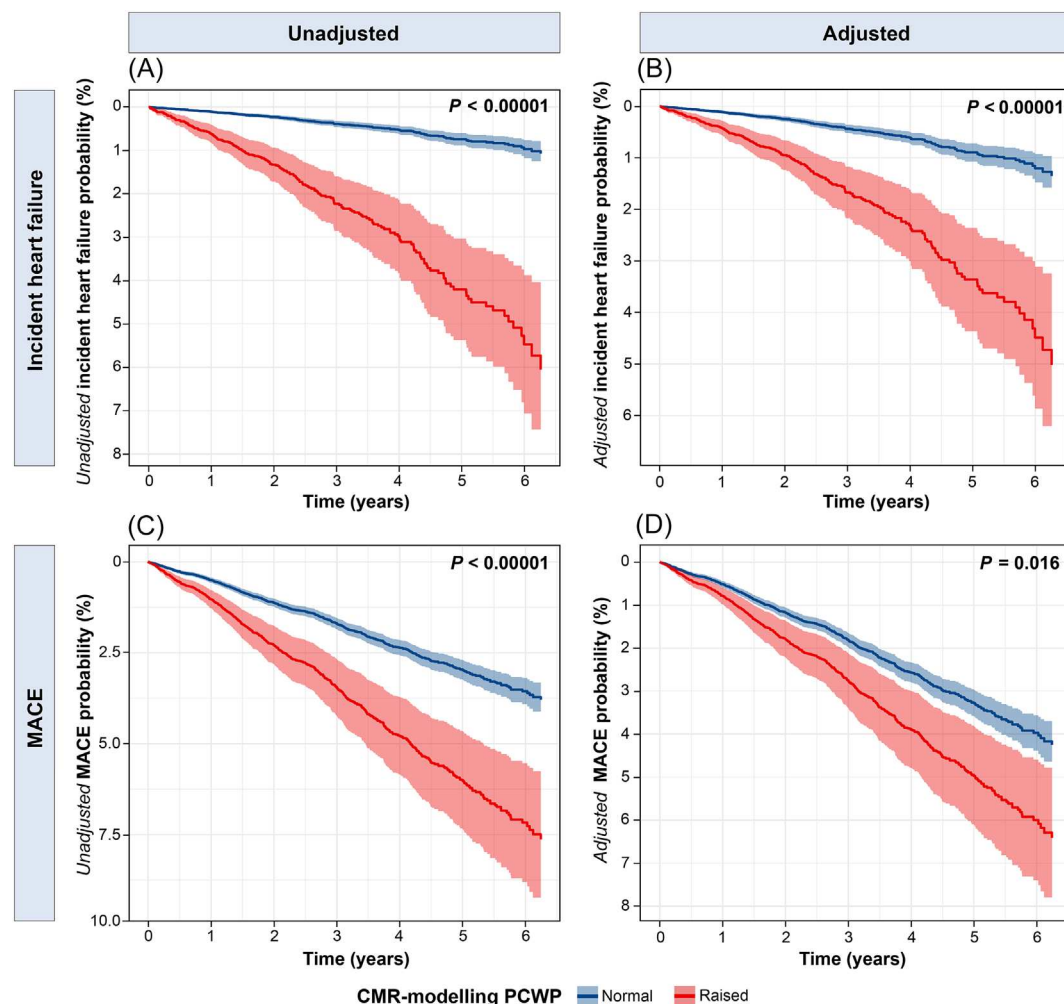 Unadjusted
Adjusted
Incident heart failure
(A)
P < 0.00001
Unadjusted incident heart failure probability (%)
0
1
2
3
4
5
6
7
8
0 1 2 3 4 5 6
Time (years)
(B)
P < 0.00001
Adjusted incident heart failure probability (%)
0
1
2
3
4
5
6
0 1 2 3 4 5 6
Time (years)
MACE
(C)
P < 0.00001
Unadjusted MACE probability (%)
0
2.5
5.0
7.5
10.0
0 1 2 3 4 5 6
Time (years)
(D)
P = 0.016
Adjusted MACE probability (%)
0
1
2
3
4
5
6
7
8
0 1 2 3 4 5 6
Time (years)
CMR-modelling PCWP Normal Raised